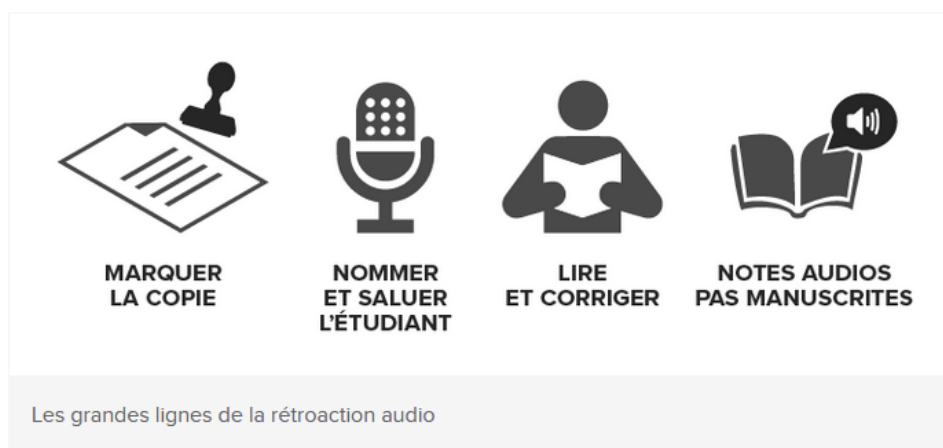 MARQUER
LA COPIE
NOMMER
ET SALUER
L'ÉTUDIANT
LIRE
ET CORRIGER
NOTES AUDIOS
PAS MANUSCRITES
Les grandes lignes de la rétroaction audio